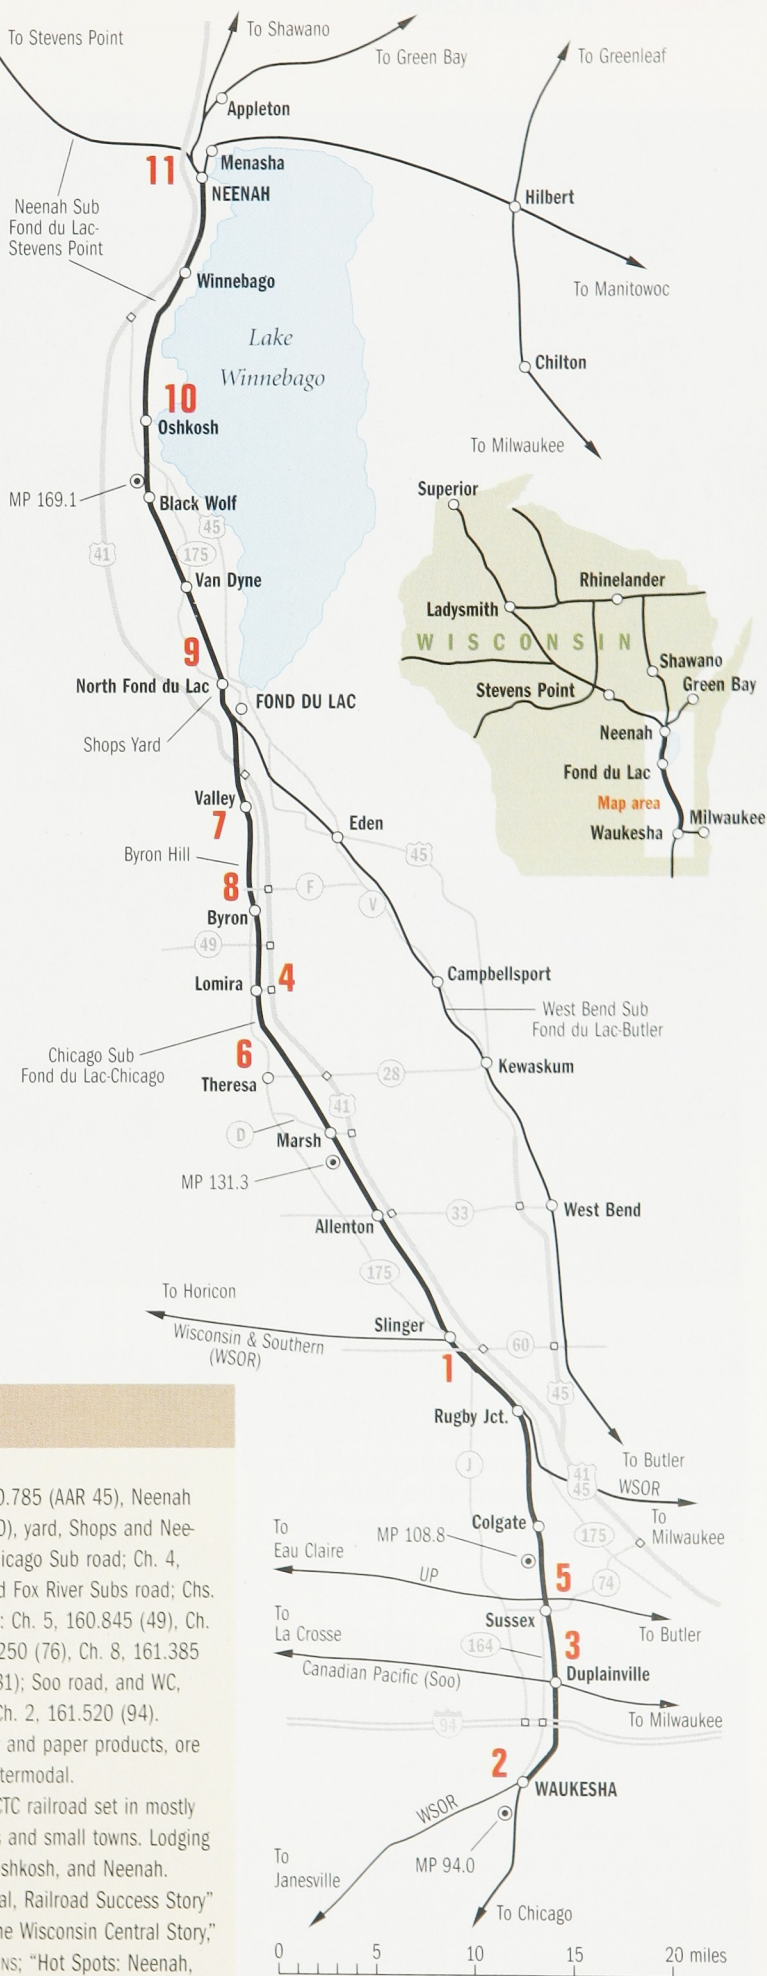 To Stevens Point
To Shawano
To Green Bay
To Greenleaf
Appleton
Menasha
11
NEENAH
Hilbert
Neenah Sub
Fond du Lac-
Stevens Point
Winnebago
To Manitowoc
Lake
Winnebago
Chilton
10
Oshkosh
To Milwaukee
MP 169.1
Black Wolf
45
41
175
Van Dyne
Superior
Rhinelander
Ladysmith
WISCONSIN
Shawano
Stevens Point
Green Bay
Neenah
Fond du Lac
Map area
Milwaukee
Waukesha
9
North Fond du Lac
FOND DU LAC
Shops Yard
Valley
7
Eden
45
Byron Hill
8
F
V
Byron
49
Lomira
4
Campbellsport
West Bend Sub
Fond du Lac-Butler
Chicago Sub
Fond du Lac-Chicago
6
Theresa
28
Kewaskum
41
D
Marsh
MP 131.3
33
West Bend
Allenton
175
To Horicon
Wisconsin & Southern
(WSOR)
Slinger
60
1
45
Rugby Jct.
To Butler
J
41
45
WSOR
To
Milwaukee
Colgate
MP 108.8
175
To
Eau Claire
UP
5
74
Sussex
To Butler
To
La Crosse
3
164
Canadian Pacific (Soo)
Duplainville
94
To Milwaukee
2
WAUKESHA
WSOR
MP 94.0
To
Janesville
To Chicago
0 5 10 15 20 miles
0.785 (AAR 45), Neenah
0), yard, Shops and Nee-
icago Sub road; Ch. 4,
d Fox River Subs road; Chs.
: Ch. 5, 160.845 (49), Ch.
250 (76), Ch. 8, 161.385
31); Soo road, and WC,
Ch. 2, 161.520 (94).
and paper products, ore
termodal.
CTC railroad set in mostly
s and small towns. Lodging
shkosh, and Neenah.
al, Railroad Success Story"
he Wisconsin Central Story,"
NS; "Hot Spots: Neenah,